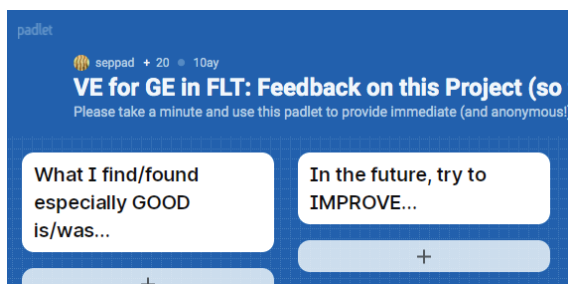 padlet
seppad + 20 10ay
VE for GE in FLT: Feedback on this Project (so
Please take a minute and use this padlet to provide immediate (and anonymous!)
What I find/found
especially GOOD
is/was...
In the future, try to
IMPROVE...
+
+